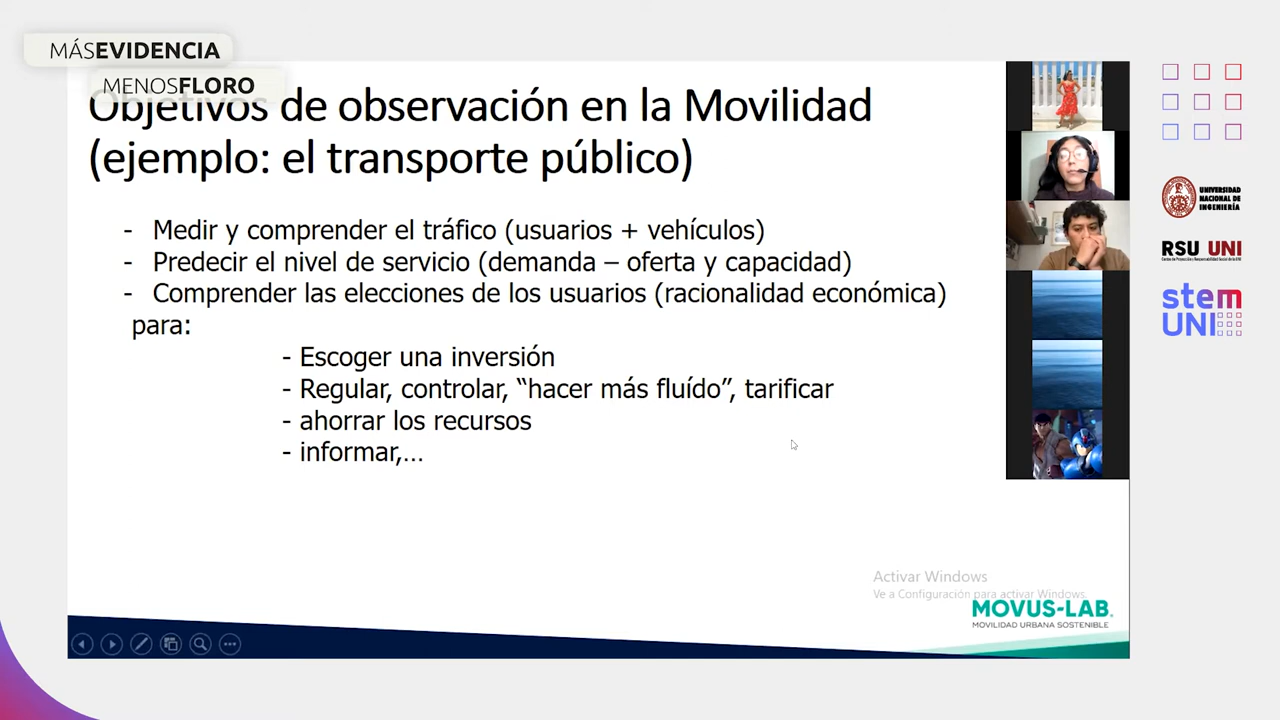 MÁSEVIDENCIA
MENOSFLORO
Objetivos de observación en la Movilidad
(ejemplo: el transporte público)
- Medir y comprender el tráfico (usuarios + vehículos)
- Predecir el nivel de servicio (demanda – oferta y capacidad)
- Comprender las elecciones de los usuarios (racionalidad económica)
para:
- Escoger una inversión
- Regular, controlar, “hacer más fluído”, tarificar
- ahorrar los recursos
- informar,...
Activar Windows
Ve a Configuración para activar Windows.
MOVUS-LAB.
MOVILIDAD URBANA SOSTENIBLE
UNIVERSIDAD
NACIONAL DE
INGENIERÍA
RSU UNI
stem
UNI